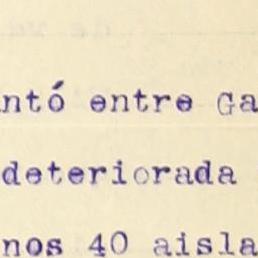 ntó entre Ga
deteriorada
nos 40 aisla